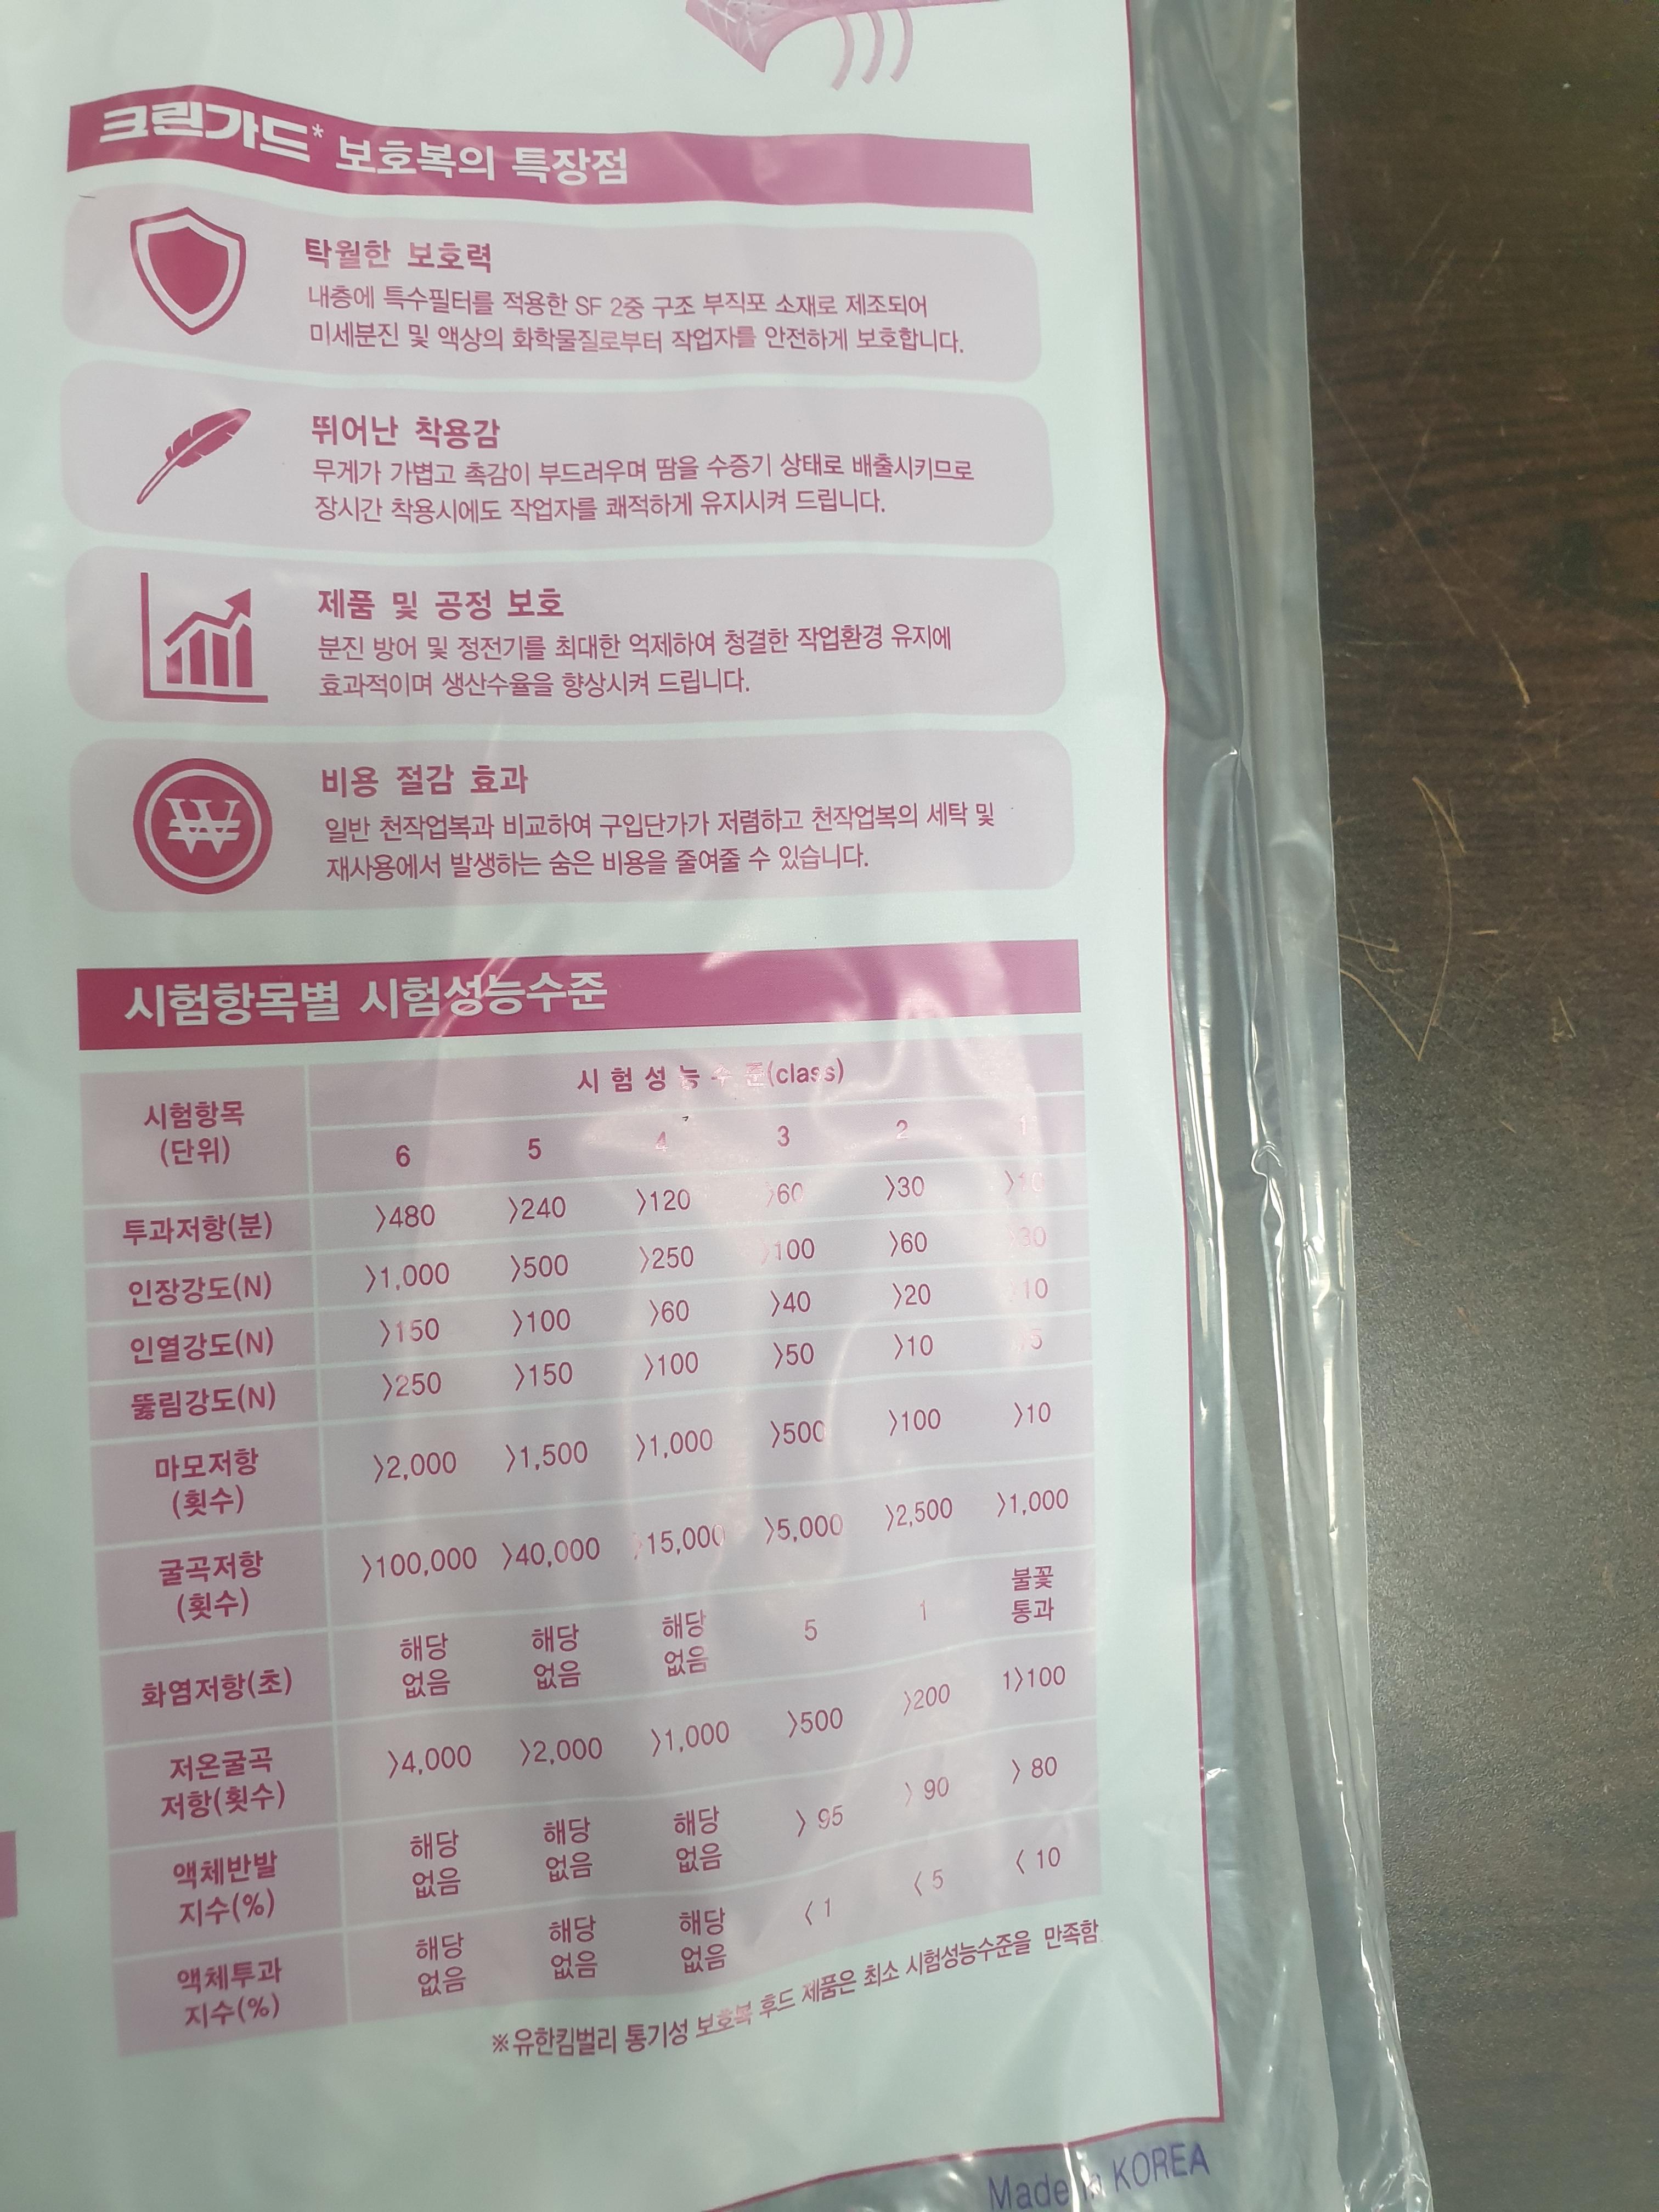 크린가드* 보호복의 특장점
탁월한 보호력
내층에 특수필터를 적용한 SF 2중 구조 부직포 소재로 제조되어
미세분진 및 액상의 화학물질로부터 작업자를 안전하게 보호합니다.
뛰어난 착용감
무게가 가볍고 촉감이 부드러우며 땀을 수증기 상태로 배출시키므로
장시간 착용시에도 작업자를 쾌적하게 유지시켜 드립니다.
제품 및 공정 보호
분진 방어 및 정전기를 최대한 억제하여 청결한 작업환경 유지에
효과적이며 생산수율을 향상시켜 드립니다.
W
비용 절감 효과
일반 천작업복과 비교하여 구입단가가 저렴하고 천작업복의 세탁 및
재사용에서 발생하는 숨은 비용을 줄여줄 수 있습니다.
시험항목별 시험성능수준
시험항목
(단위)
시험성능수준(class)
6 5 4 3 2 1
투과저항(분) >480 >240 >120 >60 >30 >10
인장강도(N) >1,000 >500 >250 >100 >60 >30
인열강도(N) >150 >100 >60 >40 >20 >10
뚫림강도(N) >250 >150 >100 >50 >10 >5
마모저항
(횟수) >2,000 >1,500 >1,000 >500 >100 >10
굴곡저항
(횟수) >100,000 >40,000 >15,000 >5,000 >2,500 >1,000
화염저항(초) 해당 없음 해당 없음 해당 없음 5 1 불꽃 통과
저온굴곡
저항(횟수) >4,000 >2,000 >1,000 >500 >200 1>100
액체반발
지수(%) 해당 없음 해당 없음 해당 없음 > 95 > 90 > 80
액체투과
지수(%) 해당 없음 해당 없음 해당 없음 < 1 < 5 < 10
※유한킴벌리 통기성 보호복 후드 제품은 최소 시험성능수준을 만족함.
Made in KOREA